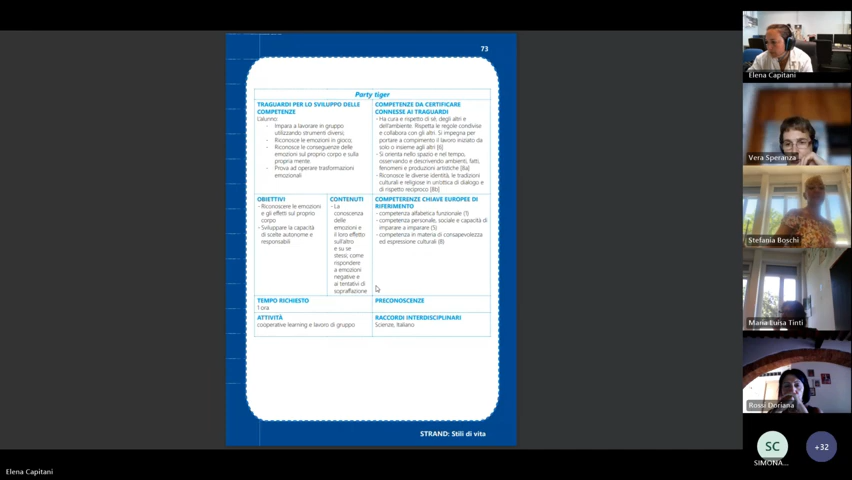 73
Party tiger
TRAGUARDI PER LO SVILUPPO DELLE
COMPETENZE
L'alunno:
- Impara a lavorare in gruppo
utilizzando strumenti diversi;
- Riconosce le emozioni in gioco;
- Riconosce le conseguenze delle
emozioni sul proprio corpo e sulla
propria mente.
- Prova ad operare trasformazioni
emozionali
COMPETENZE DA CERTIFICARE
CONNESSE AI TRAGUARDI
- Ha cura e rispetto di sé, degli altri e
dell'ambiente. Rispetta le regole condivise
e collabora con gli altri. Si impegna per
portare a compimento il lavoro iniziato da
solo o insieme agli altri [6]
- Si orienta nello spazio e nel tempo,
osservando e descrivendo ambienti, fatti,
fenomeni e produzioni artistiche [8a]
- Riconosce le diverse identità, le tradizioni
culturali e religiose in un'ottica di dialogo e
di rispetto reciproco [8b]
OBIETTIVI
- Riconoscere le emozioni
e gli effetti sul proprio
corpo
- Sviluppare la capacità
di scelte autonome e
responsabili
CONTENUTI
- La
conoscenza
delle
emozioni e
il loro effetto
sull'altro
e su se
stessi; come
rispondere
a emozioni
negative e
ai tentativi di
sopraffazione
COMPETERENZE CHIAVE EUROPEE DI
RIFERIMENTO
- competenza alfabetica funzionale (1)
- competenza personale, sociale e capacità di
imparare a imparare (5)
- competenza in materia di consapevolezza
ed espressione culturali (8)
TEMPO RICHIESTO
1 ora
PRECONOSCENZE
ATTIVITÀ
cooperative learning e lavoro di gruppo
RACCORDI INTERDISCIPLINARI
Scienze, Italiano
STRAND: Stili di vita
Elena Capitani
Vera Speranza
Stefania Boschi
Maria Luisa Tinti
Rossi Doriana
SC
+32
SIMONA...
Elena Capitani